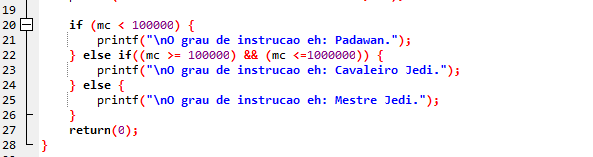 19
20 if (mc < 100000) {
21 printf("\nO grau de instrucao eh: Padawan.");
22 } else if((mc >= 100000) && (mc <=1000000)) {
23 printf("\nO grau de instrucao eh: Cavaleiro Jedi.");
24 } else {
25 printf("\nO grau de instrucao eh: Mestre Jedi.");
26 }
27 return(0);
28 }